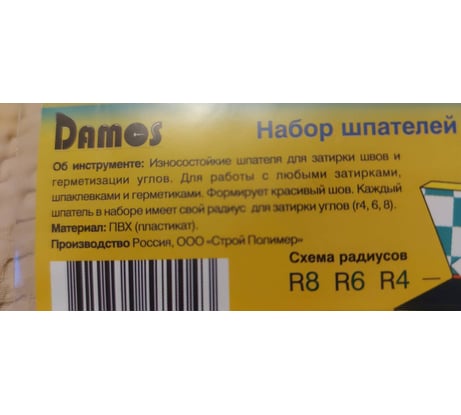 Damos
Набор шпателей
Об инструменте: Износостойкие шпателя для затирки швов и
герметизации углов. Для работы с любыми затирками,
шпаклевками и герметиками. Формирует красивый шов. Каждый
шпатель в наборе имеет свой радиус для затирки углов (r4, 6, 8).
Материал: ПВХ (пластикат).
Производство Россия, ООО «Строй Полимер»
Схема радиусов
R8 R6 R4